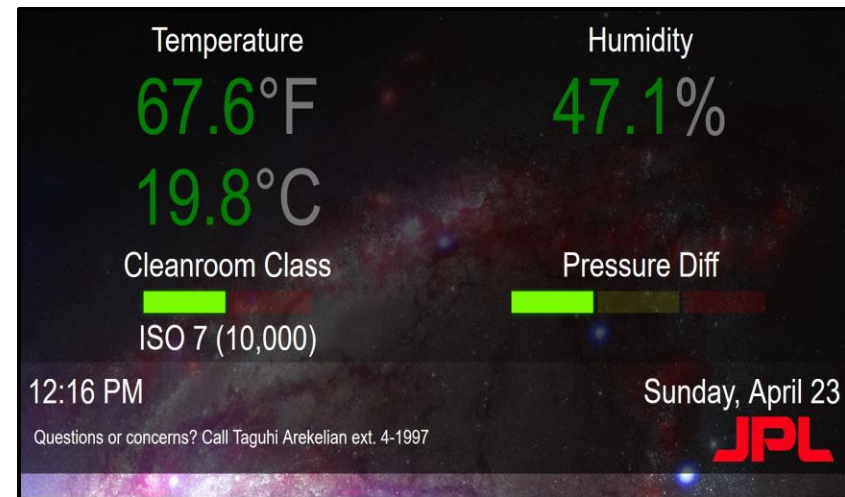 Temperature
67.6°F
19.8°C
Humidity
47.1%
Cleanroom Class
ISO 7 (10,000)
Pressure Diff
12:16 PM
Sunday, April 23
Questions or concerns? Call Taguhi Arekelian ext. 4-1997
JPL